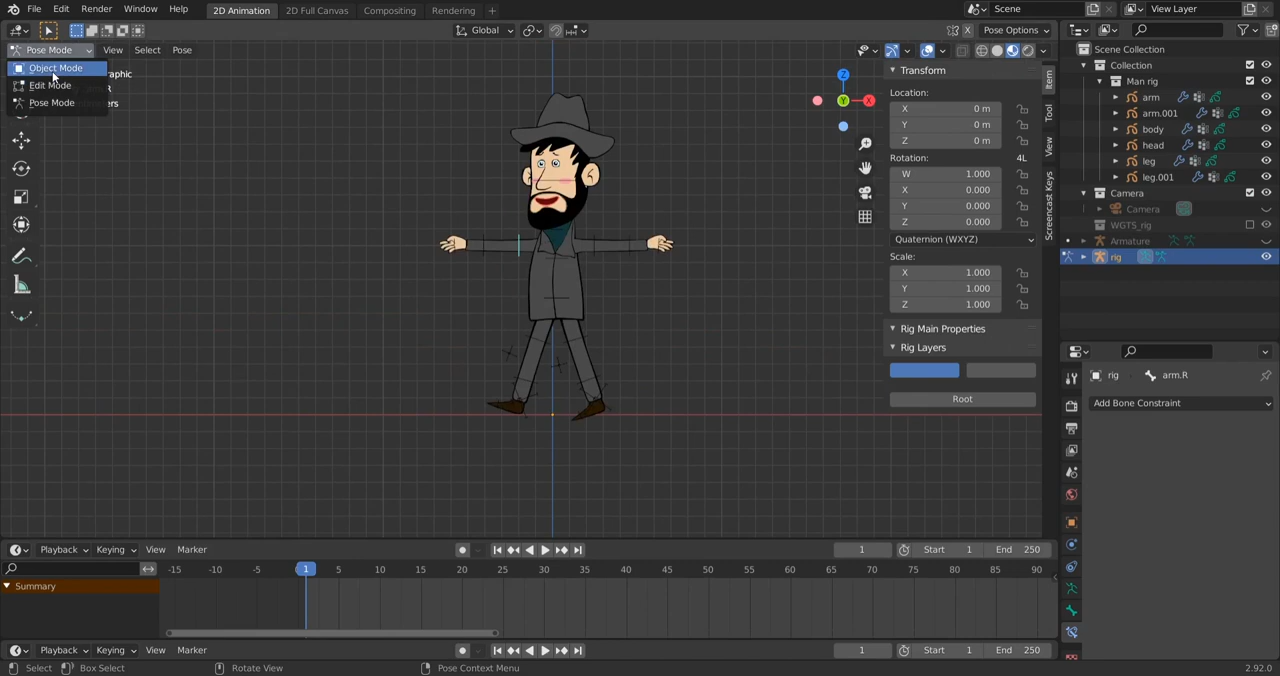 File Edit Render Window Help 2D Animation 2D Full Canvas Compositing Rendering + Scene View Layer
Global Pose Options
Pose Mode View Select Pose
Object Mode
Edit Mode
Pose Mode
Transform
Location:
X 0 m
Y 0 m
Z 0 m
Rotation: 4L
W 1.000
X 0.000
Y 0.000
Z 0.000
Quaternion (WXYZ)
Scale:
X 1.000
Y 1.000
Z 1.000
Rig Main Properties
Rig Layers
Root
Item
Tool
View
Screencast Keys
Z
Y
X
Scene Collection
Collection
Man rig
arm
arm.001
body
head
leg
leg.001
Camera
Camera
WGTS_rig
Armature
rig
rig arm.R
Add Bone Constraint
Playback Keying View Marker 1 Start 1 End 250
-15 -10 -5 1 5 10 15 20 25 30 35 40 45 50 55 60 65 70 75 80 85 90
Summary
Playback Keying View Marker 1 Start 1 End 250
Select Box Select Rotate View Pose Context Menu 2.92.0